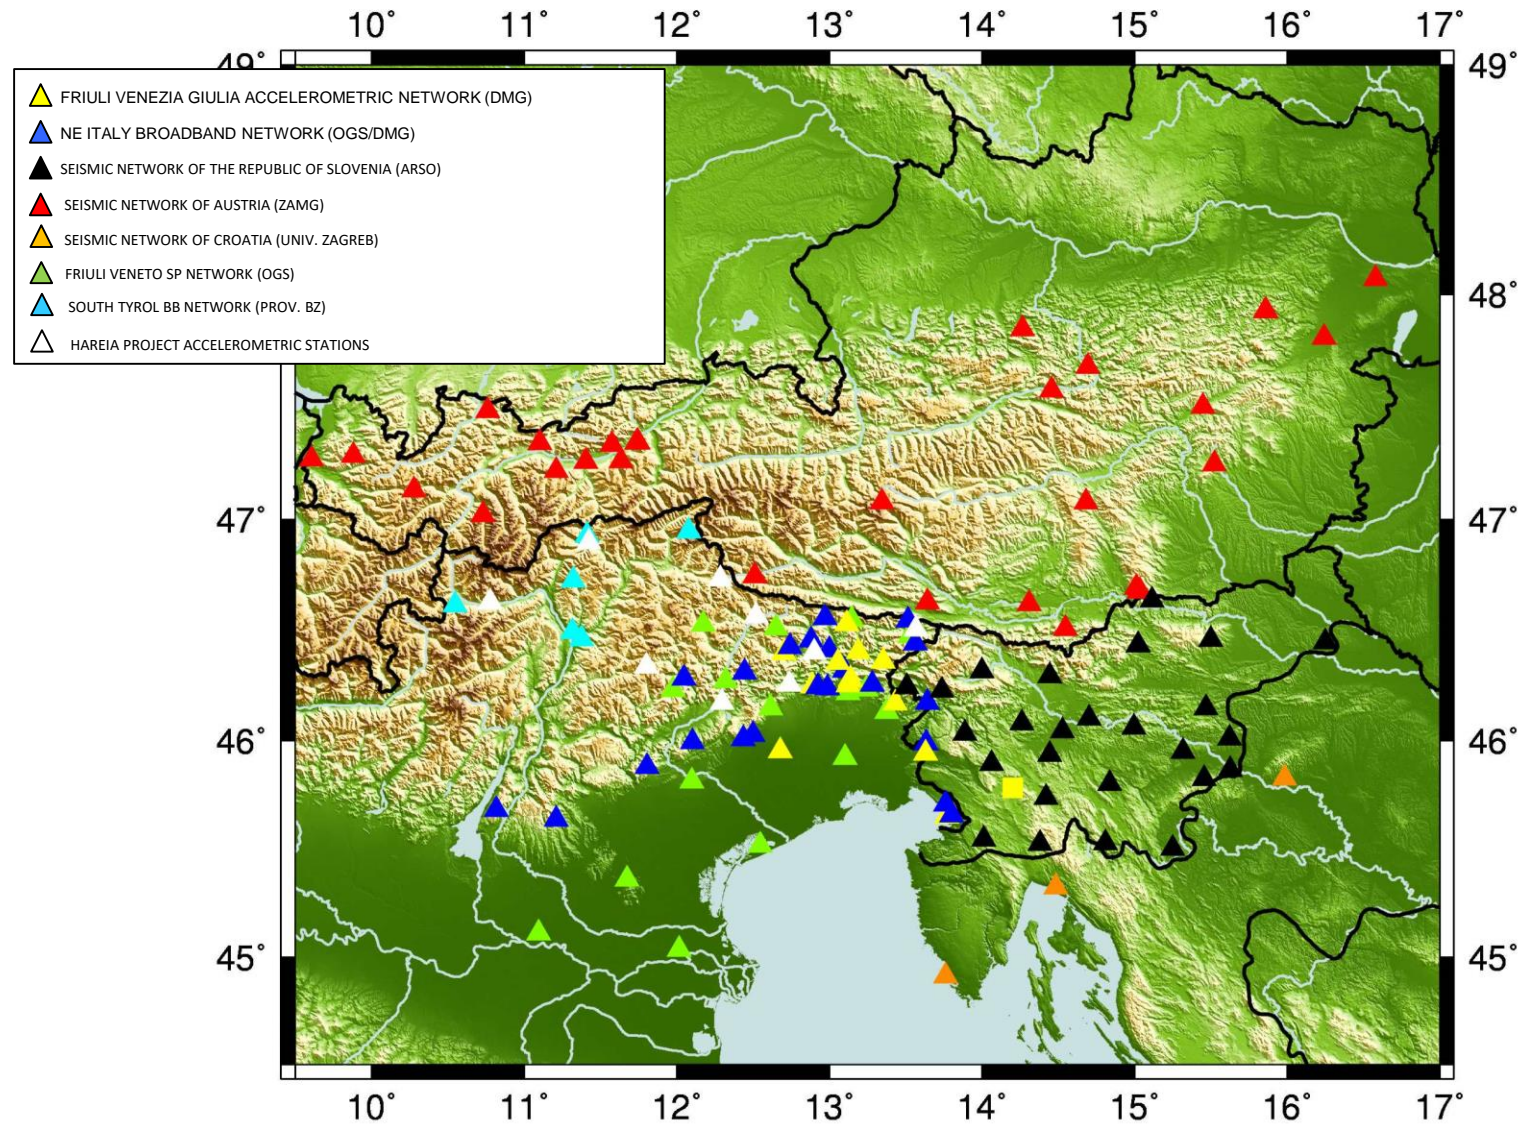 10° 11° 12° 13° 14° 15° 16° 17°
49° 49°
FRIULI VENEZIA GIULIA ACCELEROMETRIC NETWORK (DMG)
NE ITALY BROADBAND NETWORK (OGS/DMG)
SEISMIC NETWORK OF THE REPUBLIC OF SLOVENIA (ARSO)
SEISMIC NETWORK OF AUSTRIA (ZAMG)
SEISMIC NETWORK OF CROATIA (UNIV. ZAGREB)
FRIULI VENETO SP NETWORK (OGS)
SOUTH TYROL BB NETWORK (PROV. BZ)
HAREIA PROJECT ACCELEROMETRIC STATIONS
48°
47° 47°
46° 46°
45° 45°
10° 11° 12° 13° 14° 15° 16° 17°